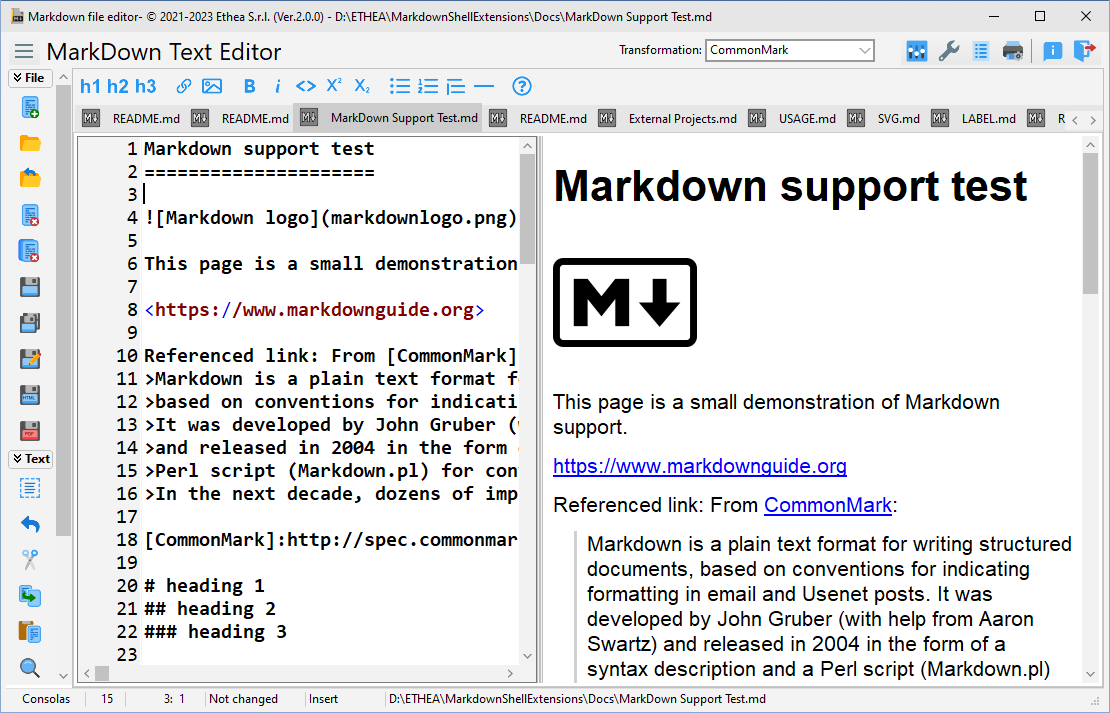 Markdown file editor- © 2021-2023 Ethea S.r.l. (Ver.2.0.0) - D:\ETHEA\MarkdownShellExtensions\Docs\MarkDown Support Test.md
MarkDown Text Editor
Transformation: CommonMark
File
h1 h2 h3 B i <> X² X₂
README.md README.md MarkDown Support Test.md README.md External Projects.md USAGE.md SVG.md LABEL.md R
1 Markdown support test
2 =====================
3
4 ![Markdown logo](markdownlogo.png)
5
6 This page is a small demonstration
7
8 <https://www.markdownguide.org>
9
10 Referenced link: From [CommonMark]
11 >Markdown is a plain text format f
12 >based on conventions for indicati
13 >It was developed by John Gruber (
14 >and released in 2004 in the form
15 >Perl script (Markdown.pl) for con
16 >In the next decade, dozens of imp
17
18 [CommonMark]:http://spec.commonmar
19
20 # heading 1
21 ## heading 2
22 ### heading 3
23
Text
Markdown support test
M
This page is a small demonstration of Markdown
support.
https://www.markdownguide.org
Referenced link: From CommonMark:
Markdown is a plain text format for writing structured
documents, based on conventions for indicating
formatting in email and Usenet posts. It was
developed by John Gruber (with help from Aaron
Swartz) and released in 2004 in the form of a
syntax description and a Perl script (Markdown.pl)
Consolas 15 3: 1 Not changed Insert D:\ETHEA\MarkdownShellExtensions\Docs\MarkDown Support Test.md